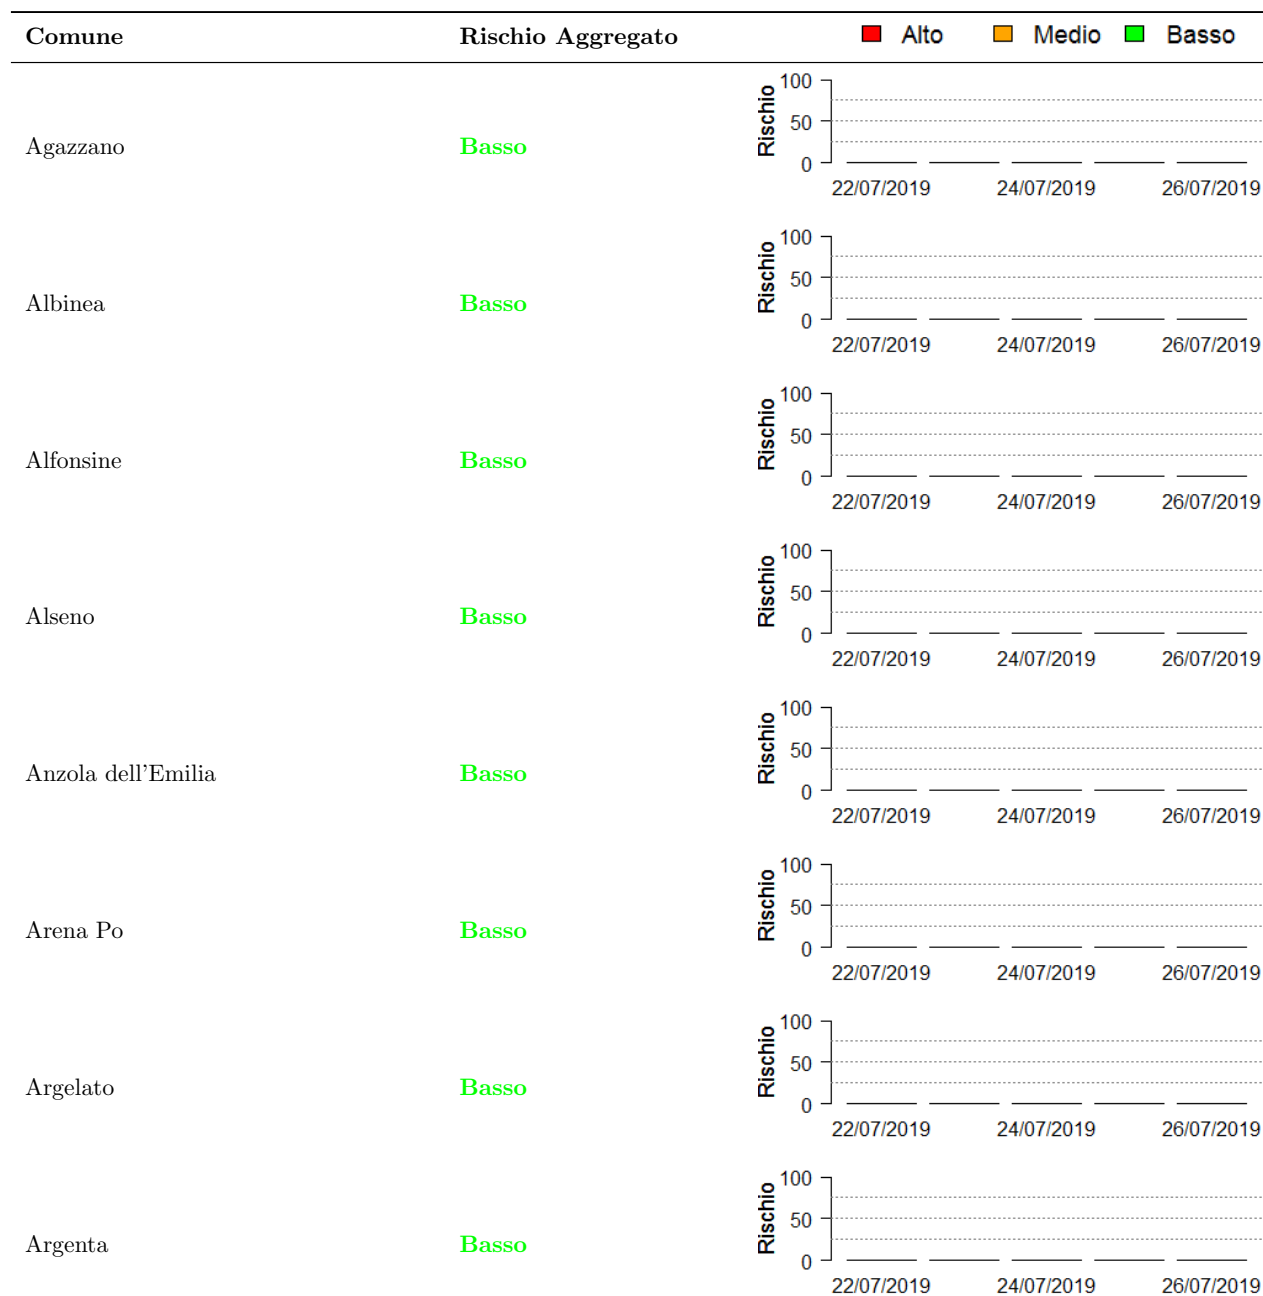 Comune Rischio Aggregato Alto Medio Basso
100
50
0
Rischio
Agazzano Basso
22/07/2019 24/07/2019 26/07/2019
100
50
0
Rischio
Albinea Basso
22/07/2019 24/07/2019 26/07/2019
100
50
0
Rischio
Alfonsine Basso
22/07/2019 24/07/2019 26/07/2019
100
50
0
Rischio
Alseno Basso
22/07/2019 24/07/2019 26/07/2019
100
50
0
Rischio
Anzola dell'Emilia Basso
22/07/2019 24/07/2019 26/07/2019
100
50
0
Rischio
Arena Po Basso
22/07/2019 24/07/2019 26/07/2019
100
50
0
Rischio
Argelato Basso
22/07/2019 24/07/2019 26/07/2019
100
50
0
Rischio
Argenta Basso
22/07/2019 24/07/2019 26/07/2019